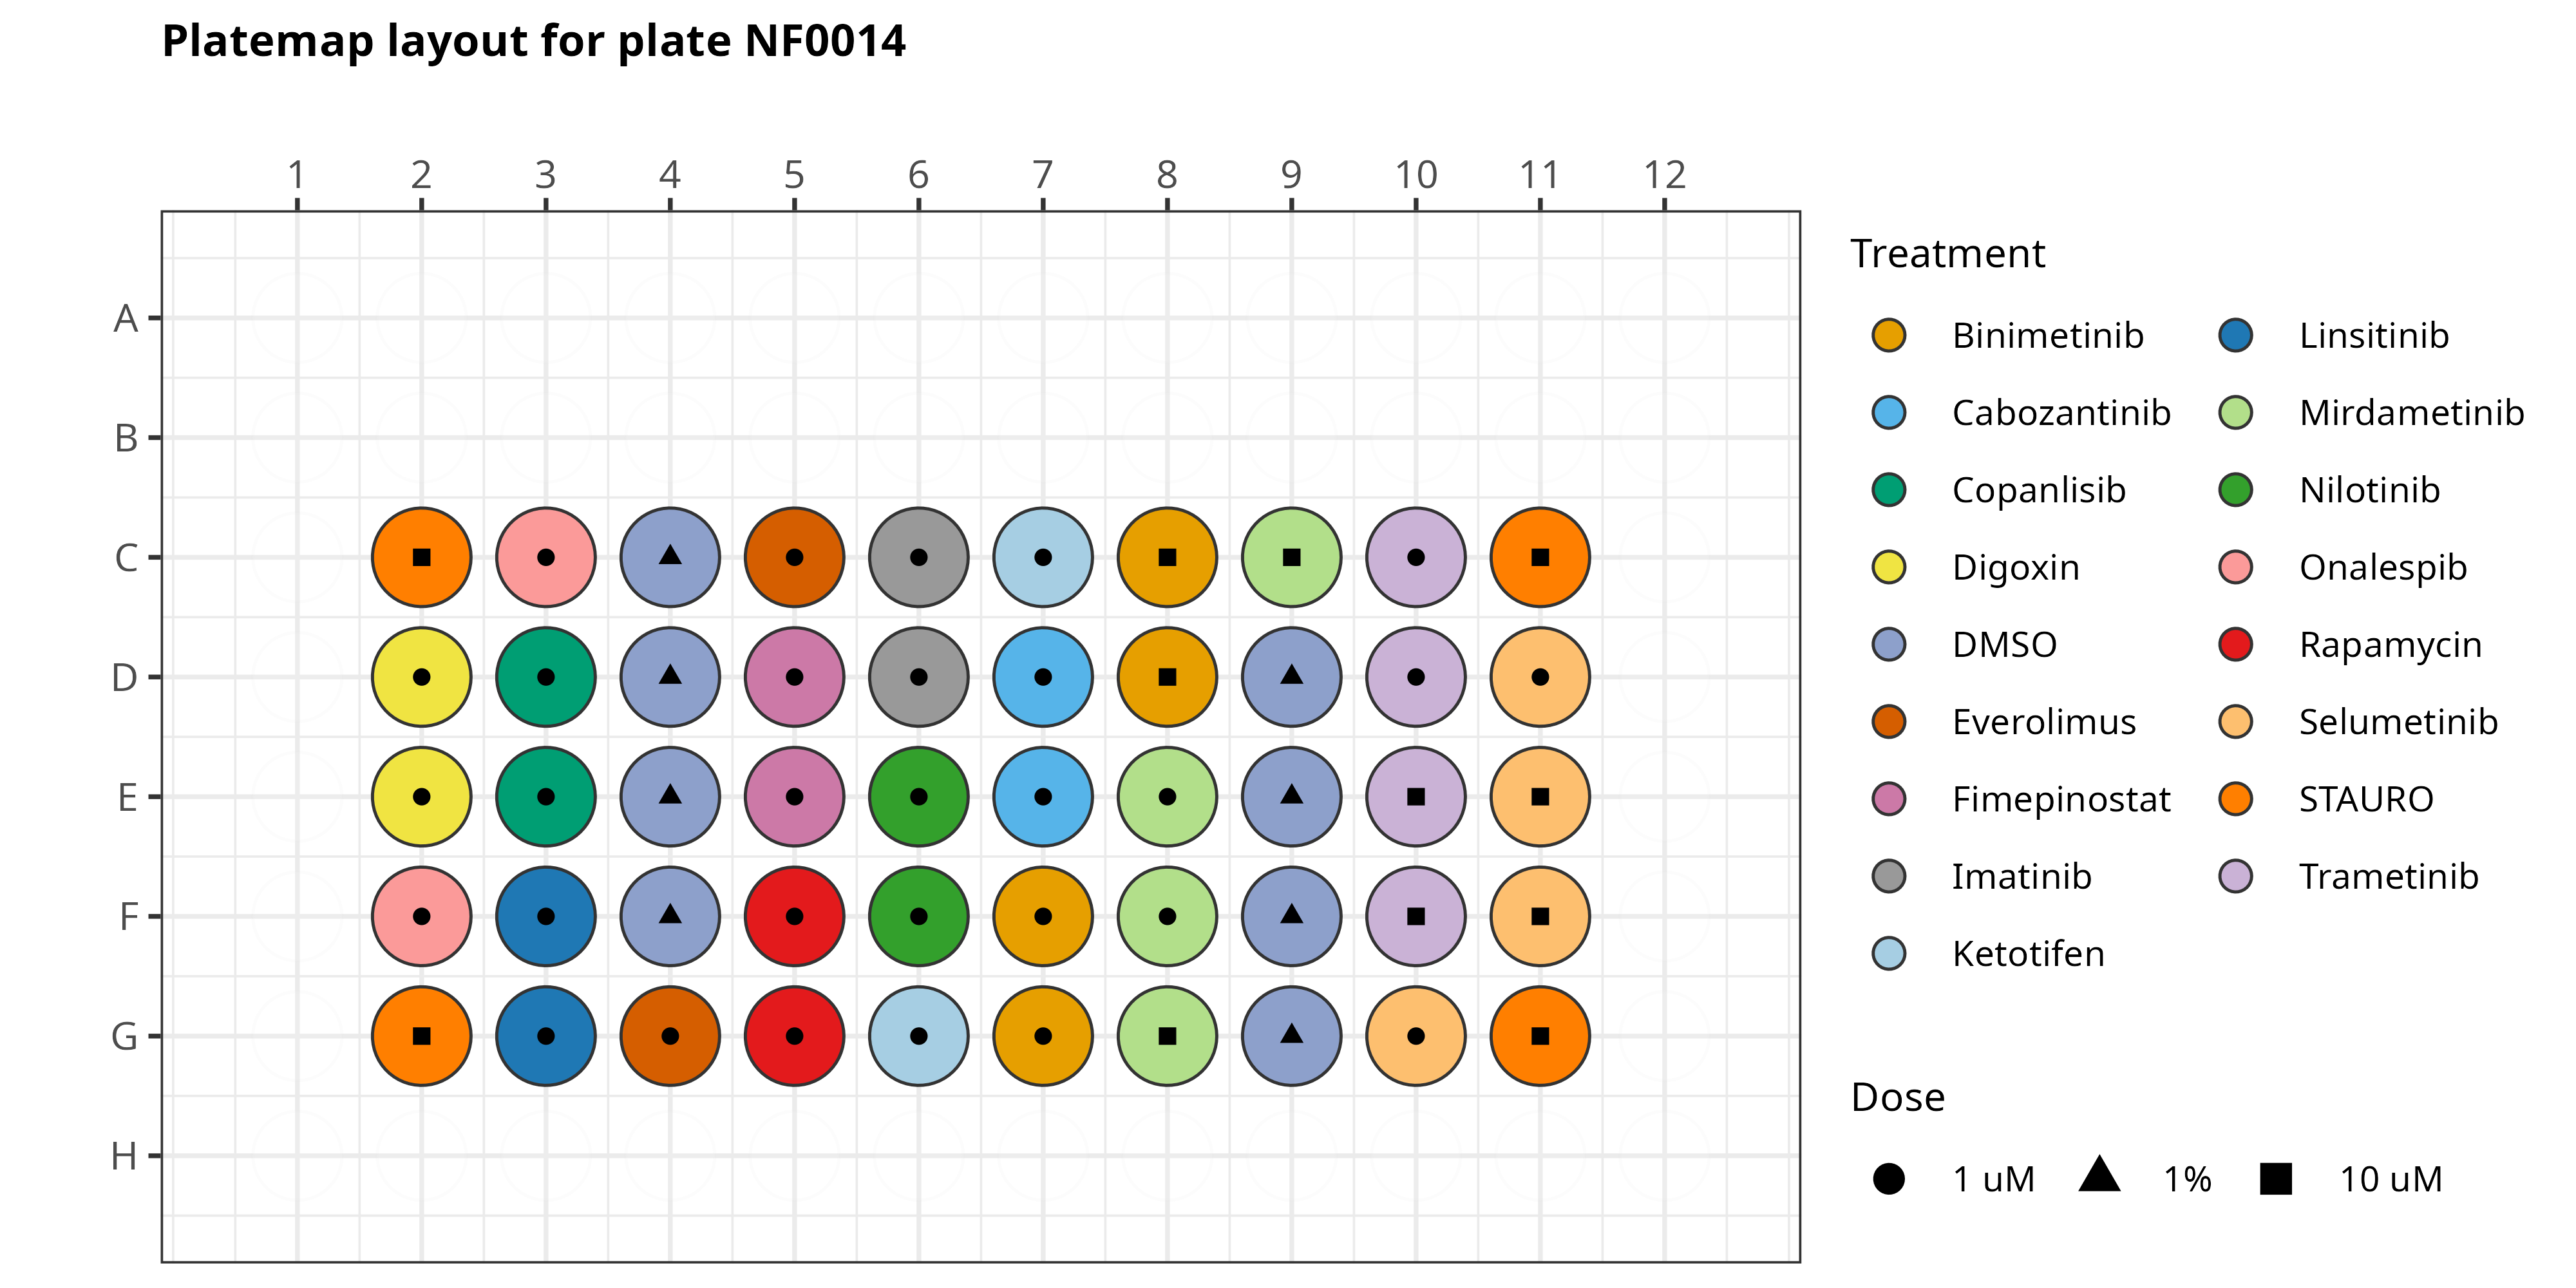 Platemap layout for plate NF0014
1 2 3 4 5 6 7 8 9 10 11 12
A
B
C
D
E
F
G
H
Treatment
Binimetinib
Cabozantinib
Copanlisib
Digoxin
DMSO
Everolimus
Fimepinostat
Imatinib
Ketotifen
Linsitinib
Mirdametinib
Nilotinib
Onalespib
Rapamycin
Selumetinib
STAURO
Trametinib
Dose
1 uM 1% 10 uM